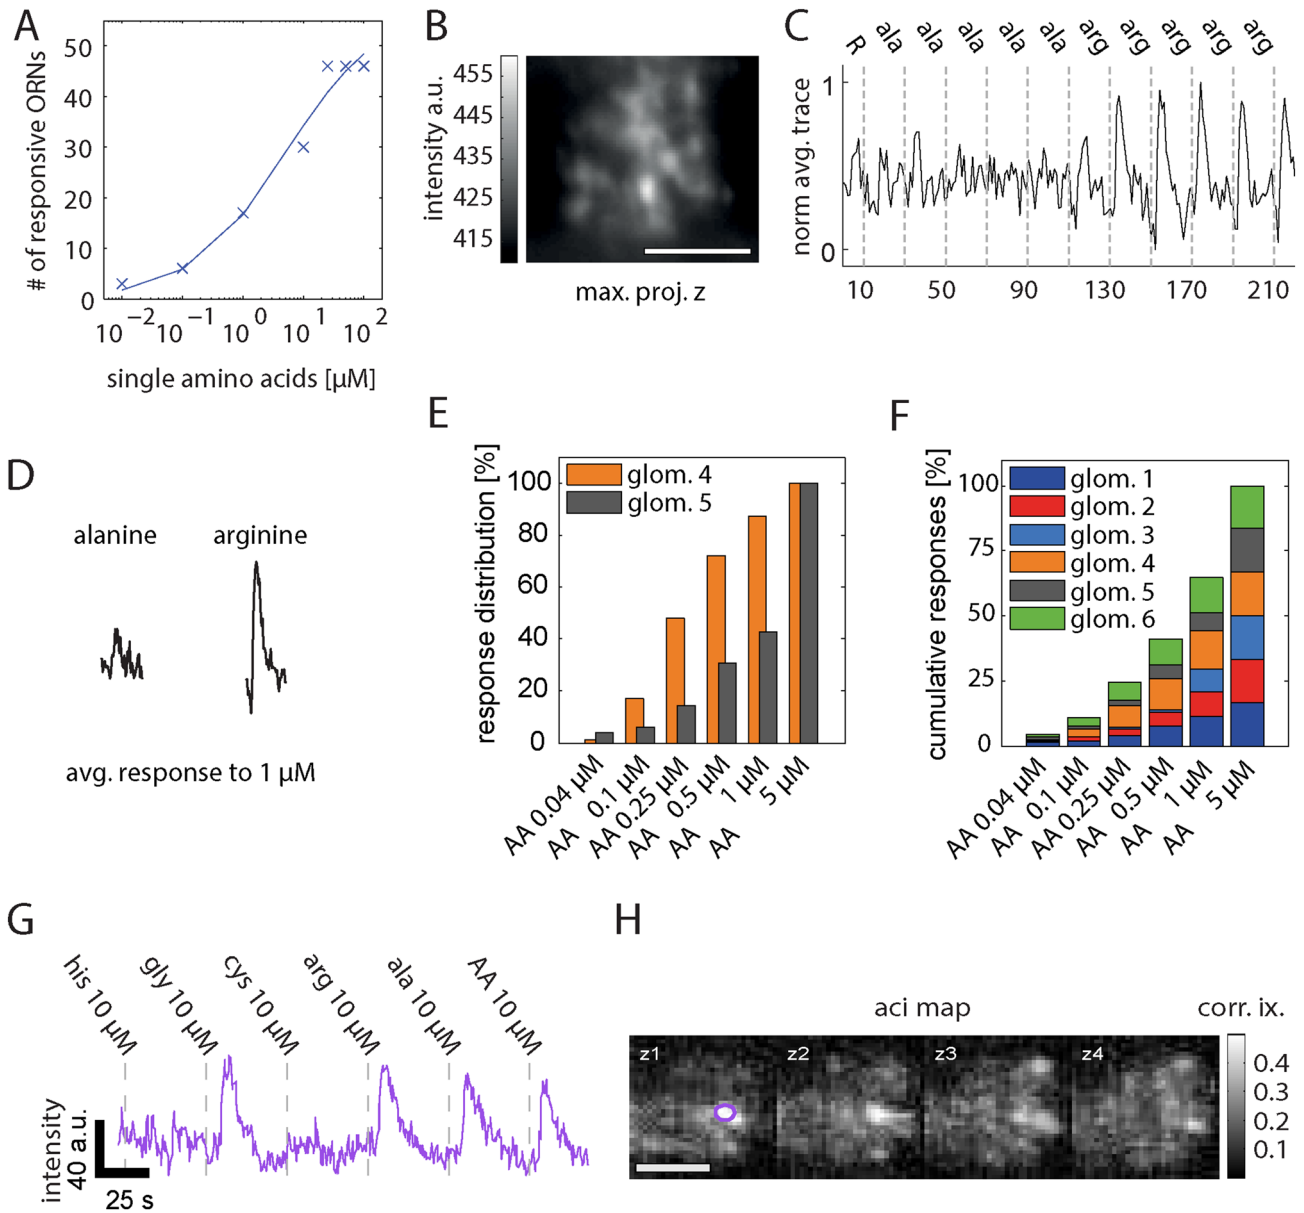 A
# of responsive ORNs
50
40
30
20
10
0
10 −2
10 −1
10 0
10 1
10 2
single amino acids [µM]
B
intensity a.u.
455
445
435
425
415
max. proj. z
C
norm avg. trace
1
0
R ala ala ala ala ala arg arg arg arg arg
10 50 90 130 170 210
D
alanine arginine
avg. response to 1 µM
E
response distribution [%]
100
80
60
40
20
0
glom. 4
glom. 5
AA 0.04 µM
AA 0.1 µM
AA 0.25 µM
AA 0.5 µM
AA 1 µM
AA 5 µM
F
cumulative responses [%]
100
75
50
25
0
glom. 1
glom. 2
glom. 3
glom. 4
glom. 5
glom. 6
AA 0.04 µM
AA 0.1 µM
AA 0.25 µM
AA 0.5 µM
AA 1 µM
AA 5 µM
G
his 10 µM
gly 10 µM
cys 10 µM
arg 10 µM
ala 10 µM
AA 10 µM
intensity
40 a.u.
25 s
H
aci map
corr. ix.
z1 z2 z3 z4
0.4
0.3
0.2
0.1